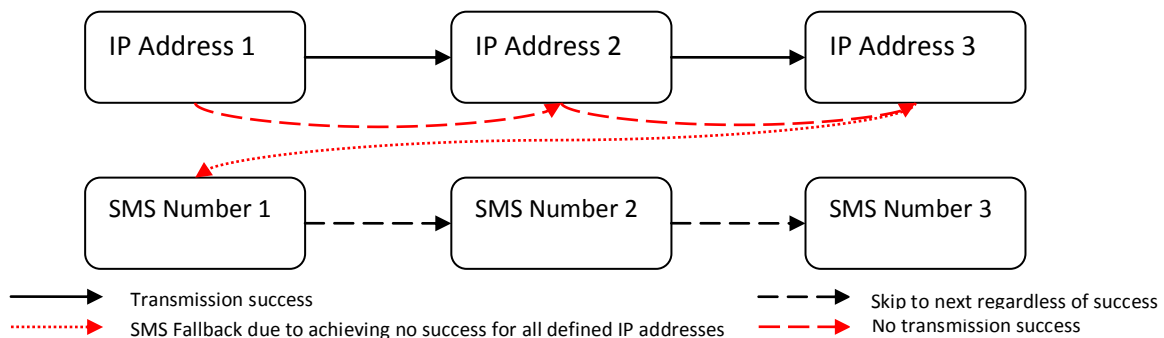 IP Address 1
IP Address 2
IP Address 3
SMS Number 1
SMS Number 2
SMS Number 3
Transmission success
Skip to next regardless of success
SMS Fallback due to achieving no success for all defined IP addresses
No transmission success